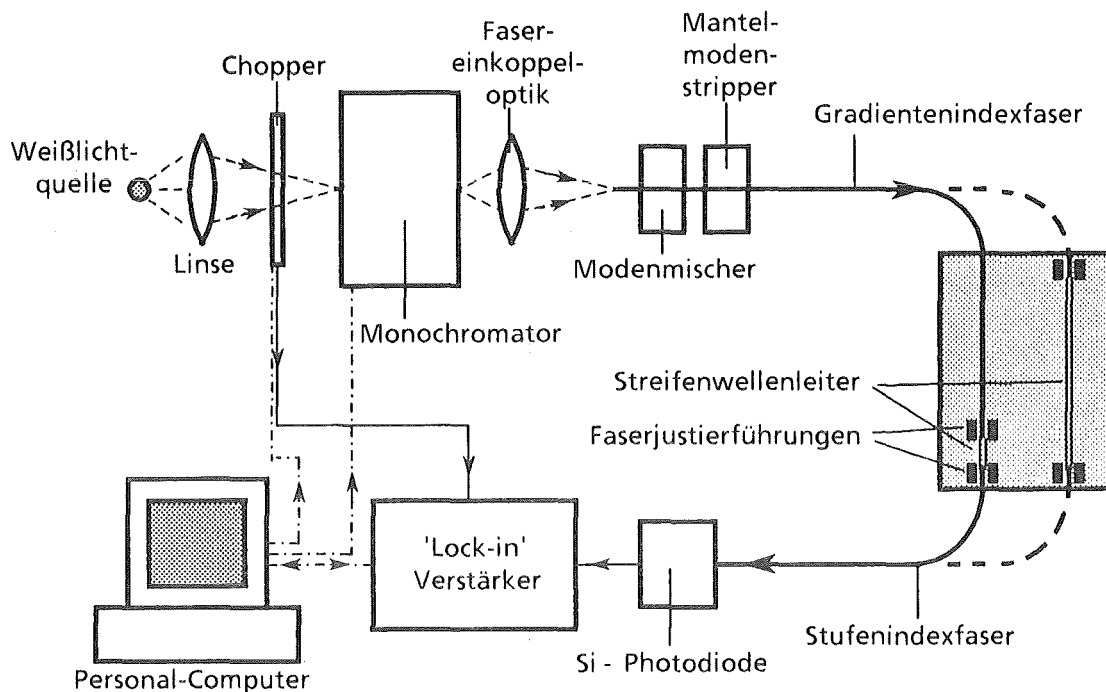 Weißlicht-
quelle
Linse
Chopper
Monochromator
Faser-
einkoppel-
optik
Modenmischer
Mantel-
moden-
stripper
Gradientenindexfaser
Streifenwellenleiter
Faserjustierführungen
Stufenindexfaser
Si - Photodiode
'Lock-in'
Verstärker
Personal-Computer